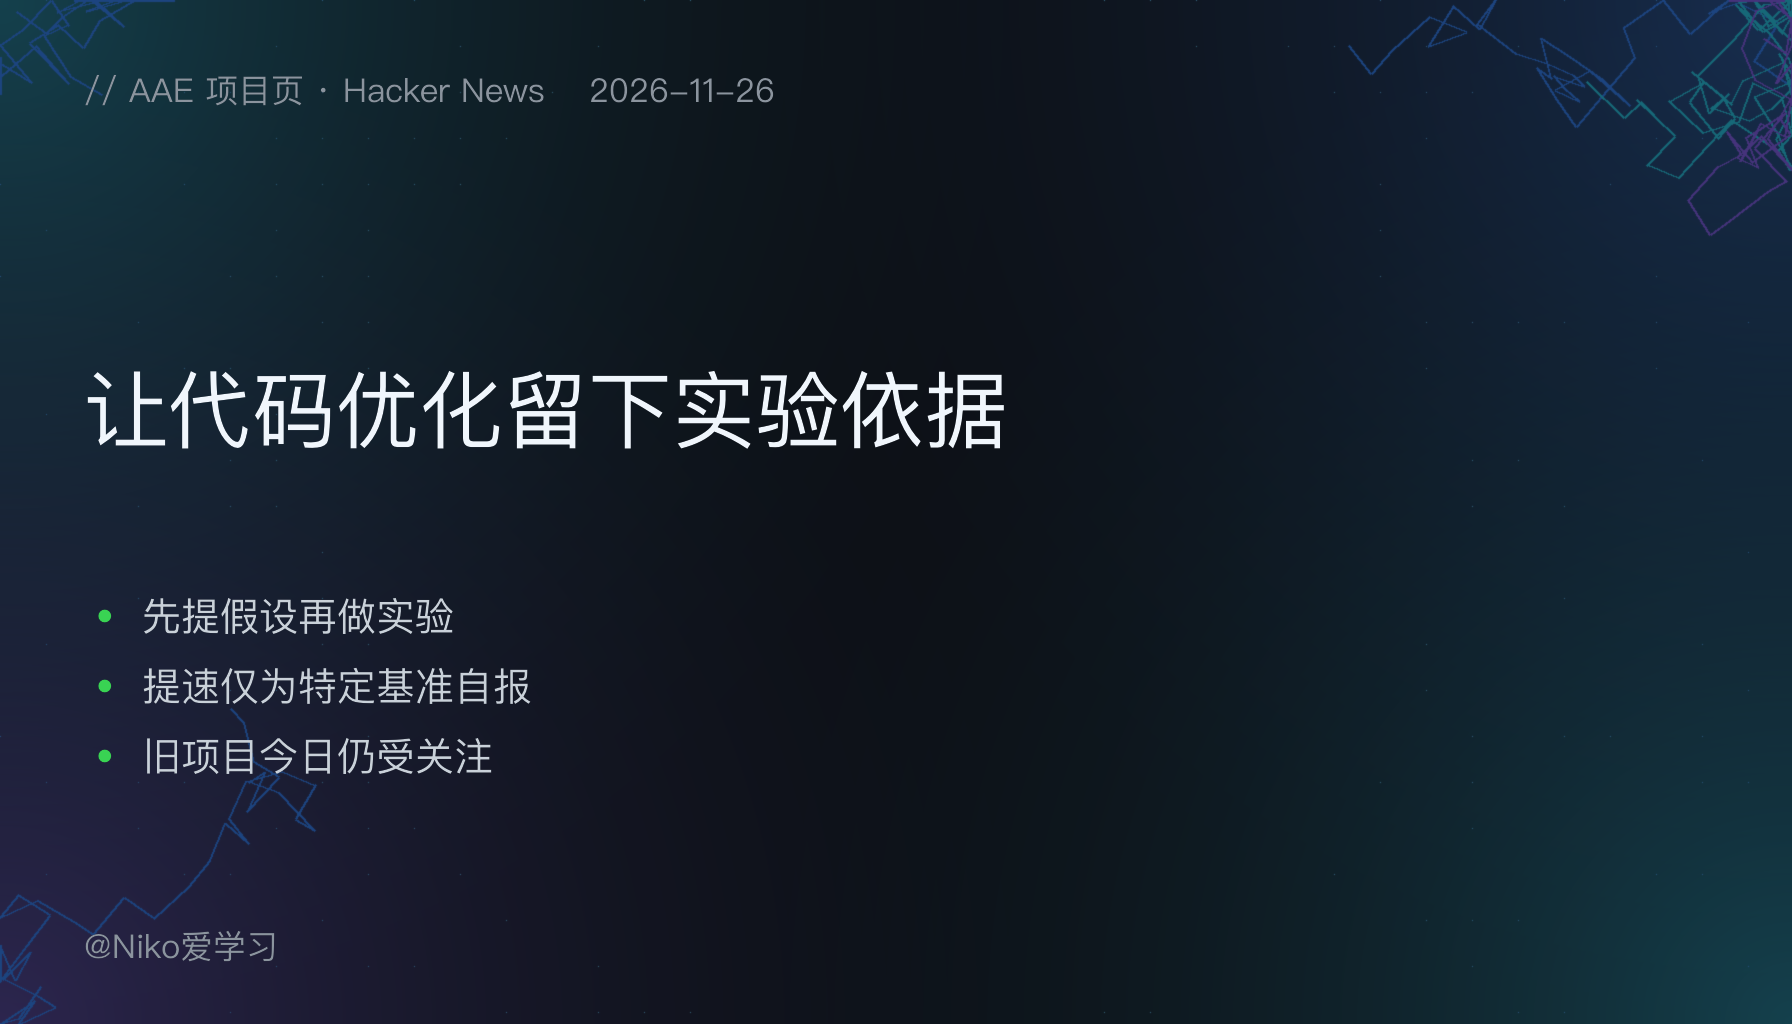 // AAE 项目页 · Hacker News 2026-11-26
让代码优化留下实验依据
• 先提假设再做实验
• 提速仅为特定基准自报
• 旧项目今日仍受关注
@Niko爱学习